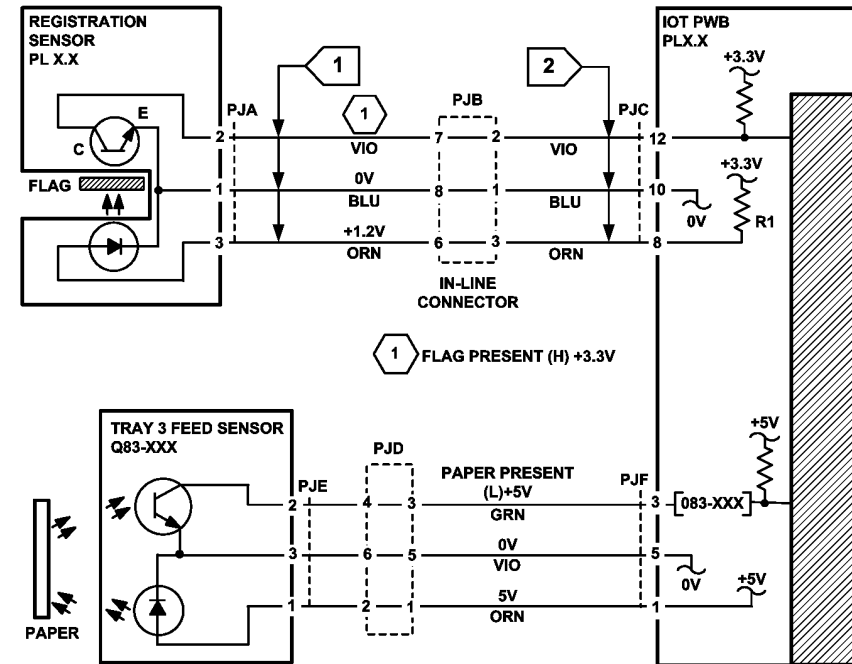 REGISTRATION
SENSOR
PL X.X
IOT PWB
PLX.X
+3.3V
1
2
PJA
1
PJB
PJC
E
C
2
VIO
7
2
VIO
12
FLAG
1
0V
BLU
8
1
BLU
10
0V
+3.3V
R1
3
+1.2V
ORN
6
3
ORN
8
IN-LINE
CONNECTOR
1 FLAG PRESENT (H) +3.3V
TRAY 3 FEED SENSOR
Q83-XXX
PJE
PJD
PAPER PRESENT
(L)+5V
PJF
+5V
2
4
3
GRN
3
083-XXX
3
6
5
0V
VIO
5
0V
+5V
1
2
1
5V
ORN
1
PAPER